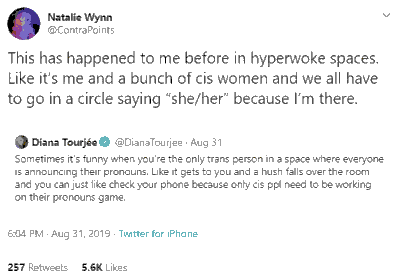 Natalie Wynn
@ContraPoints
This has happened to me before in hyperwoke spaces.
Like it's me and a bunch of cis women and we all have
to go in a circle saying "she/her" because I'm there.
Diana Tourjée @DianaTourjee · Aug 31
Sometimes it's funny when you're the only trans person in a space where everyone
is announcing their pronouns. Like it gets to you and a hush falls over the room
and you can just like check your phone because only cis ppl need to be working
on their pronouns game.
6:04 PM · Aug 31, 2019 · Twitter for iPhone
257 Retweets 5.6K Likes